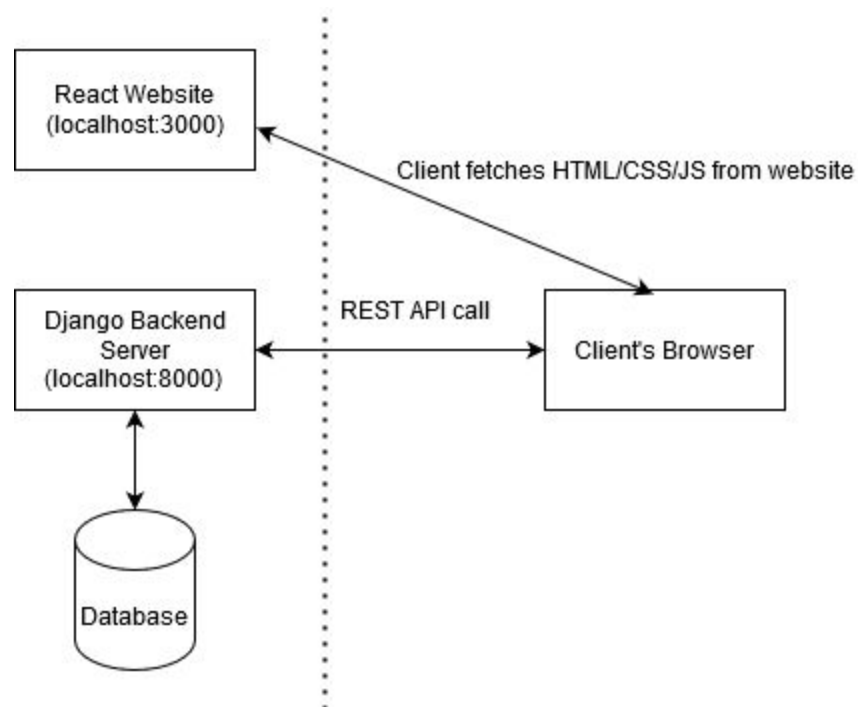 React Website
(localhost:3000)
Client fetches HTML/CSS/JS from website
Django Backend
Server
(localhost:8000)
REST API call
Client's Browser
Database